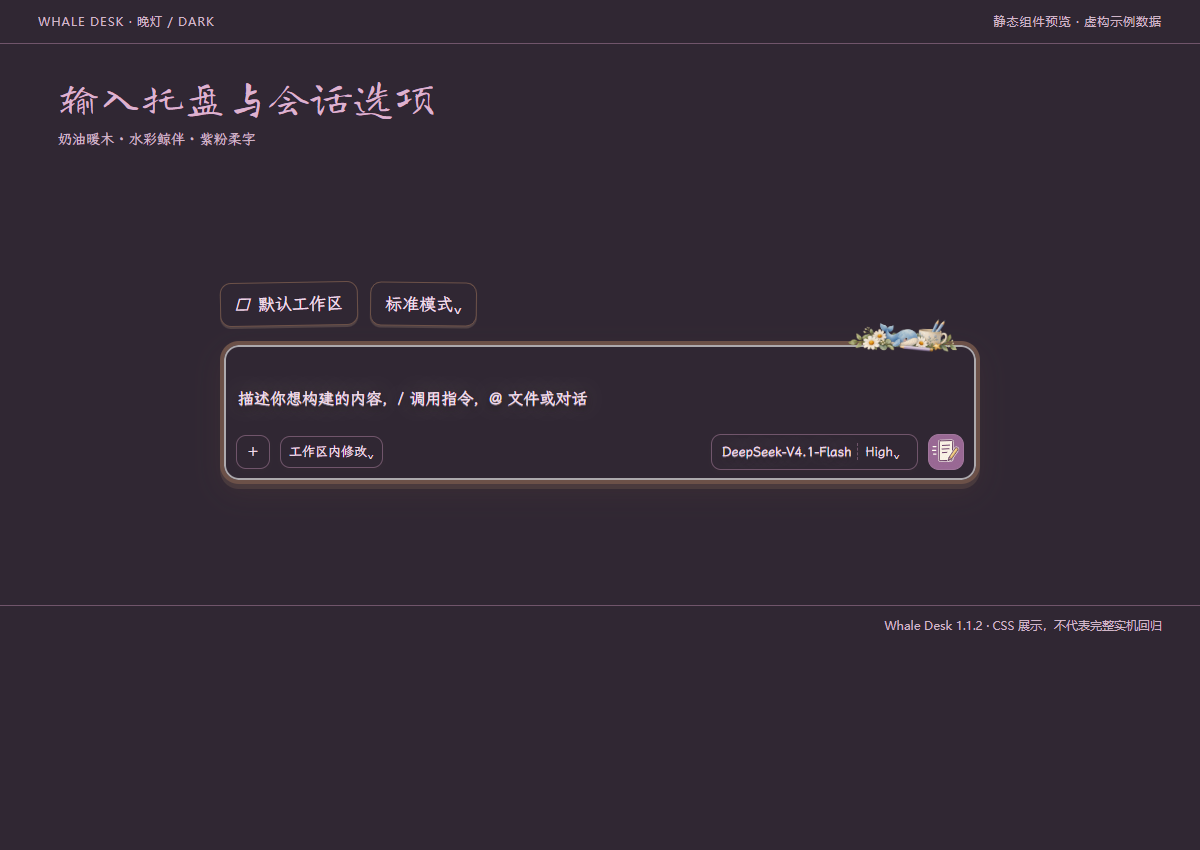 WHALE DESK · 晚灯 / DARK
静态组件预览 · 虚构示例数据
输入托盘与会话选项
奶油暖木 · 水彩鲸伴 · 紫粉柔字
默认工作区
标准模式
描述你想构建的内容，/ 调用指令，@ 文件或对话
+ 工作区内修改 DeepSeek-V4.1-Flash High
Whale Desk 1.1.2 · CSS 展示，不代表完整实机回归